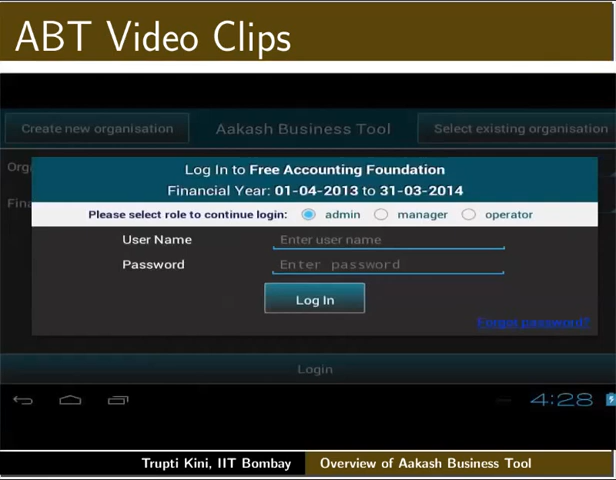 ABT Video Clips
Create new organisation Aakash Business Tool Select existing organisation
Log In to Free Accounting Foundation
Financial Year: 01-04-2013 to 31-03-2014
Please select role to continue login: admin manager operator
User Name Enter user name
Password Enter password
Log In
Forgot password?
Login
4:28
Trupti Kini, IIT Bombay Overview of Aakash Business Tool